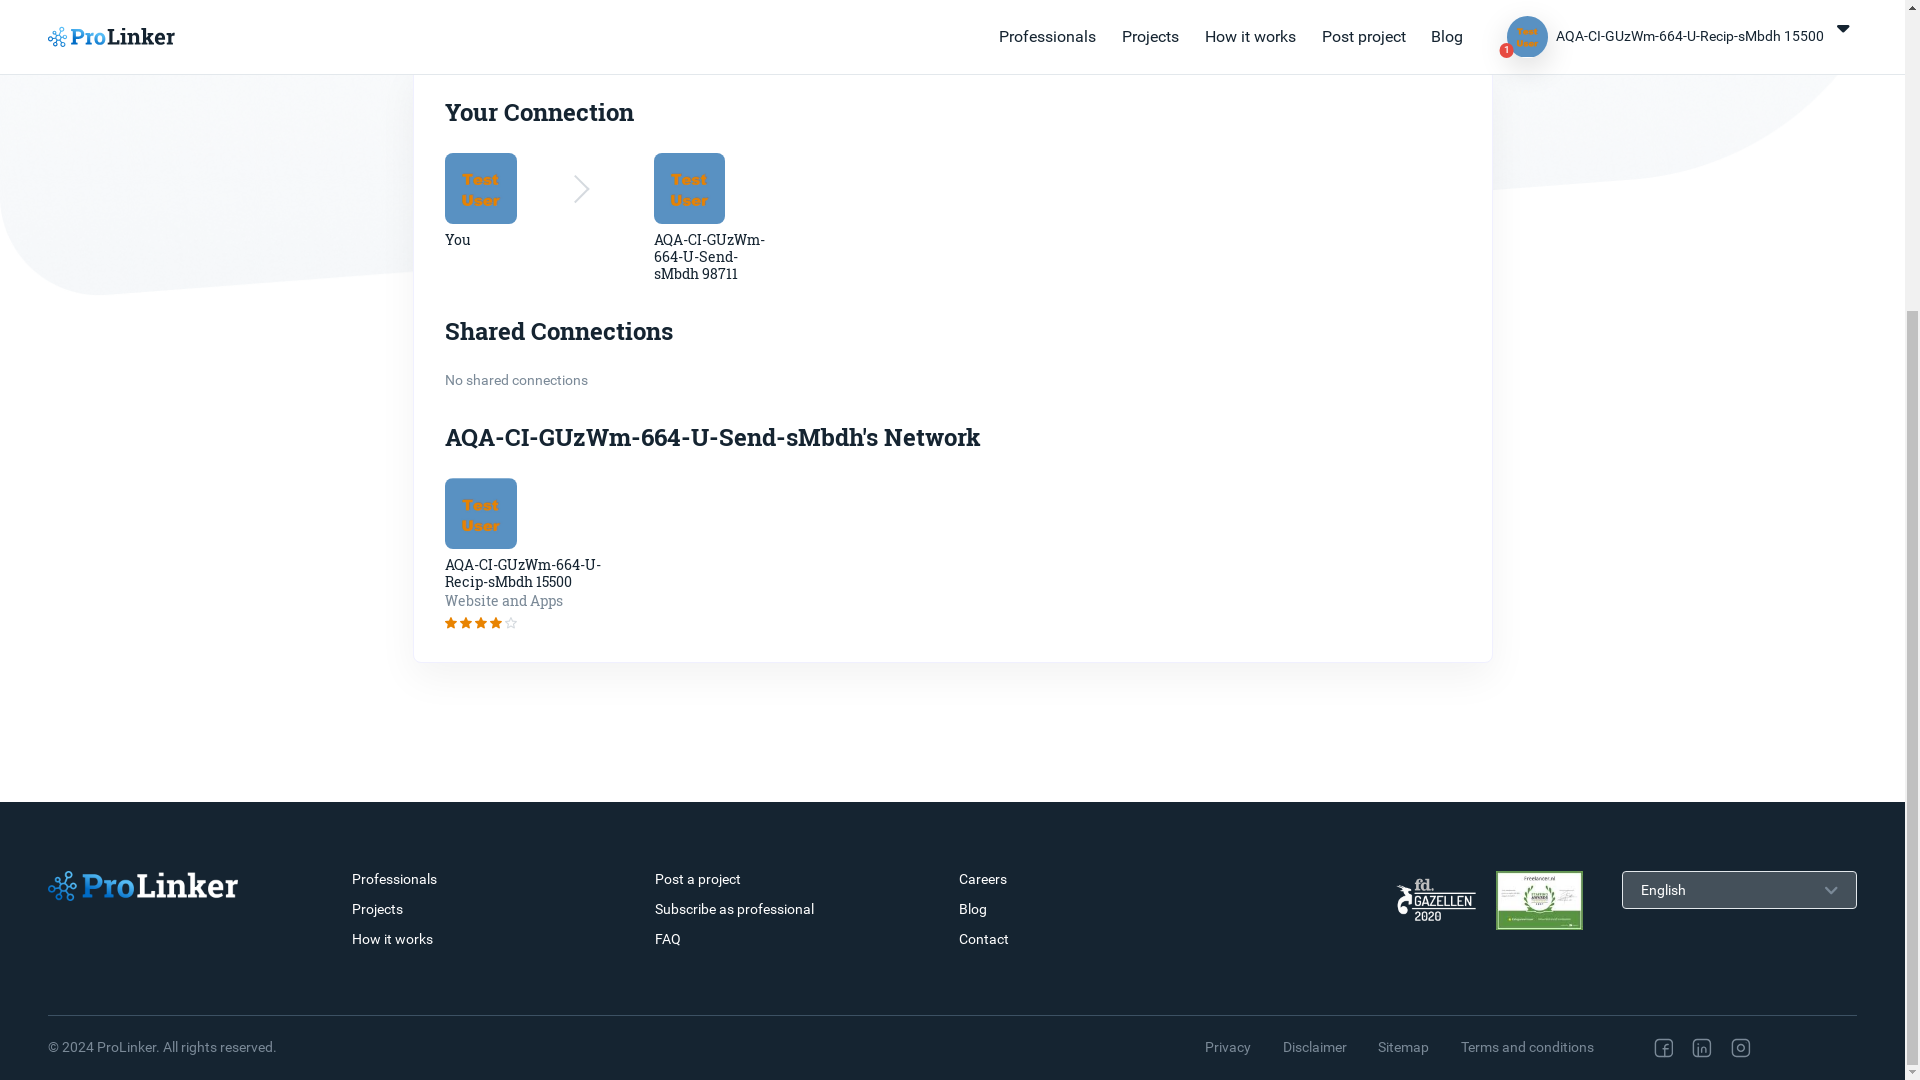 ProLinker
Professionals
Projects
How it works
Post project
Blog
Test
User
1
AQA-CI-GUzWm-664-U-Recip-sMbdh 15500
Your Connection
Test
User
Test
User
You
AQA-CI-GUzWm-
664-U-Send-
sMbdh 98711
Shared Connections
No shared connections
AQA-CI-GUzWm-664-U-Send-sMbdh's Network
Test
User
AQA-CI-GUzWm-664-U-
Recip-sMbdh 15500
Website and Apps
ProLinker
Professionals
Projects
How it works
Post a project
Subscribe as professional
FAQ
Careers
Blog
Contact
fd.
GAZELLEN
2020
Freelancer.nl
English
© 2024 ProLinker. All rights reserved.
Privacy
Disclaimer
Sitemap
Terms and conditions